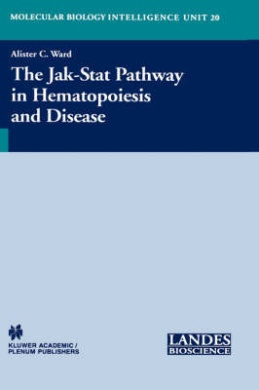 MOLECULAR BIOLOGY INTELLIGENCE UNIT 20
Alister C. Ward
The Jak-Stat Pathway
in Hematopoiesis
and Disease
KLUWER ACADEMIC /
PLENUM PUBLISHERS
LANDES
BIOSCIENCE